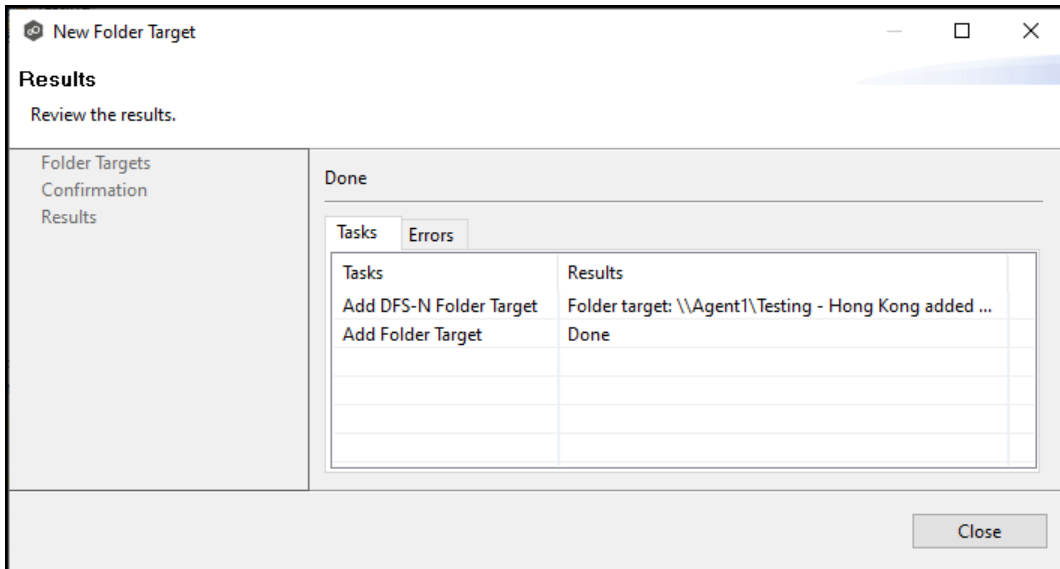 New Folder Target
Results
Review the results.
Folder Targets
Confirmation
Results
Done
Tasks Errors
Tasks Results
Add DFS-N Folder Target Folder target: \\Agent1\Testing - Hong Kong added ...
Add Folder Target Done
Close